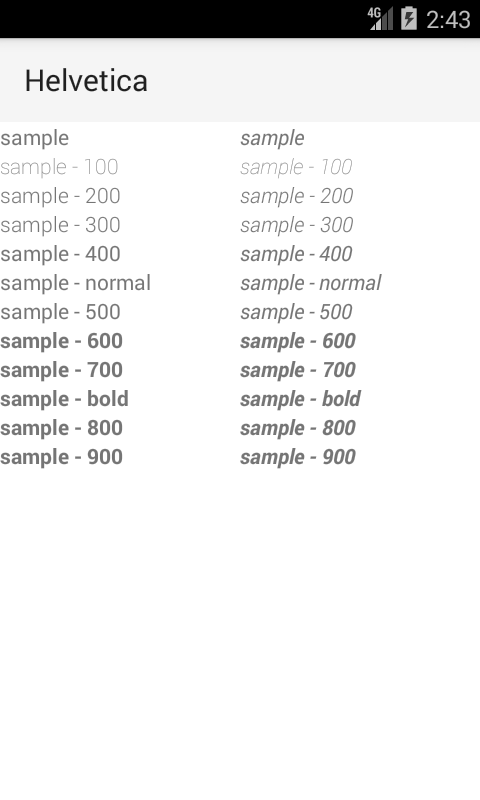 4G 2:43
Helvetica
sample sample
sample - 100 sample - 100
sample - 200 sample - 200
sample - 300 sample - 300
sample - 400 sample - 400
sample - normal sample - normal
sample - 500 sample - 500
sample - 600 sample - 600
sample - 700 sample - 700
sample - bold sample - bold
sample - 800 sample - 800
sample - 900 sample - 900